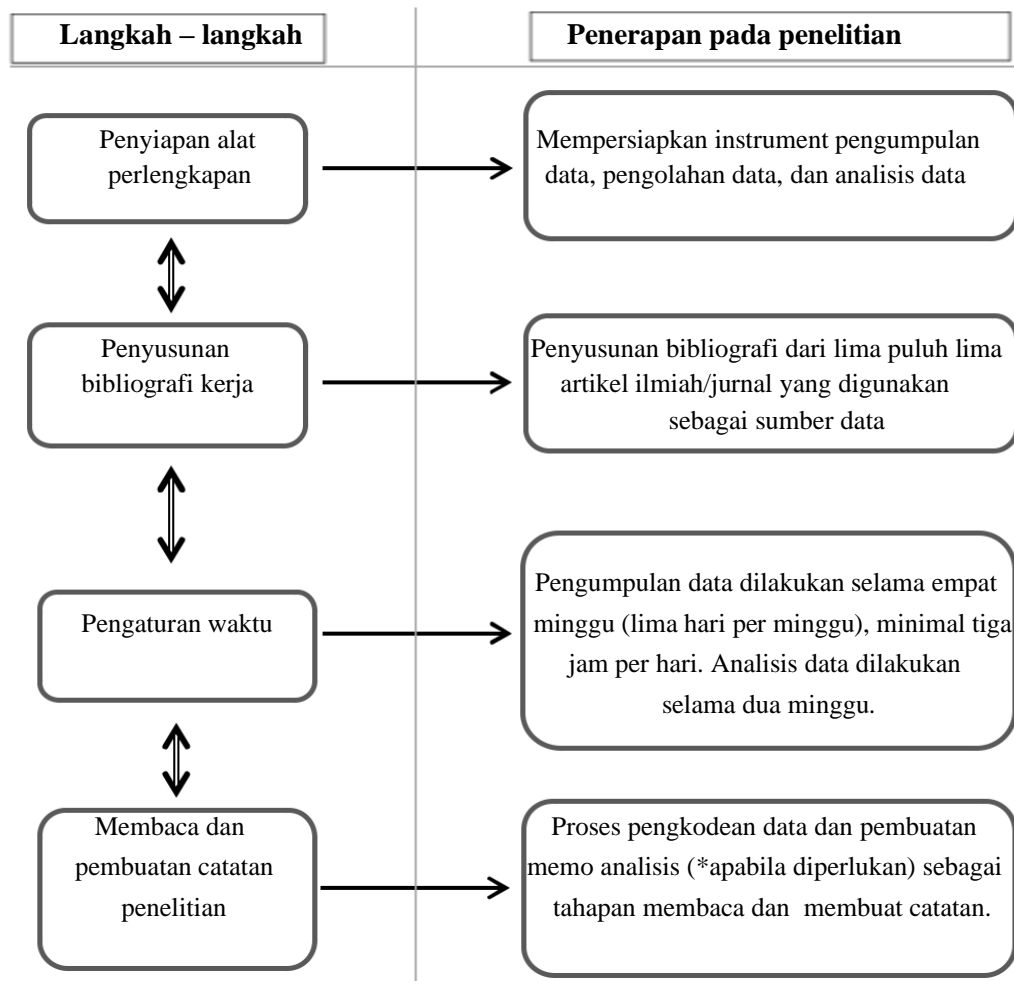 Langkah – langkah
Penerapan pada penelitian
Penyiapan alat
perlengkapan
Mempersiapkan instrument pengumpulan
data, pengolahan data, dan analisis data
Penyusunan
bibliografi kerja
Penyusunan bibliografi dari lima puluh lima
artikel ilmiah/jurnal yang digunakan
sebagai sumber data
Pengaturan waktu
Pengumpulan data dilakukan selama empat
minggu (lima hari per minggu), minimal tiga
jam per hari. Analisis data dilakukan
selama dua minggu.
Membaca dan
pembuatan catatan
penelitian
Proses pengkodean data dan pembuatan
memo analisis (*apabila diperlukan) sebagai
tahapan membaca dan membuat catatan.